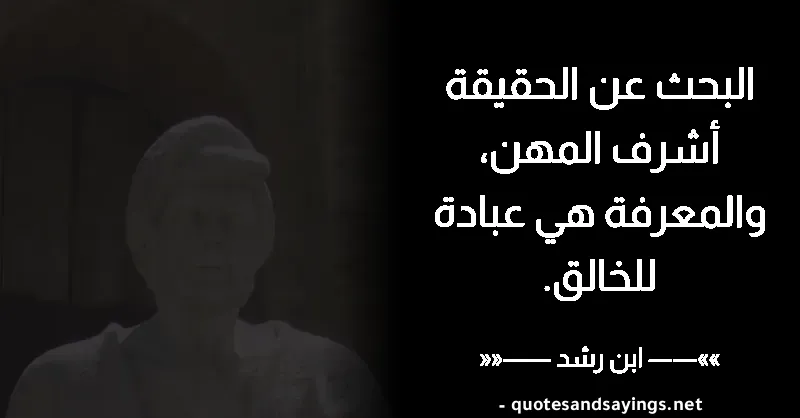 البحث عن الحقيقة
أشرف المهن،
والمعرفة هي عبادة
للخالق.
»»—— ابن رشد ——««
- quotesandsayings.net